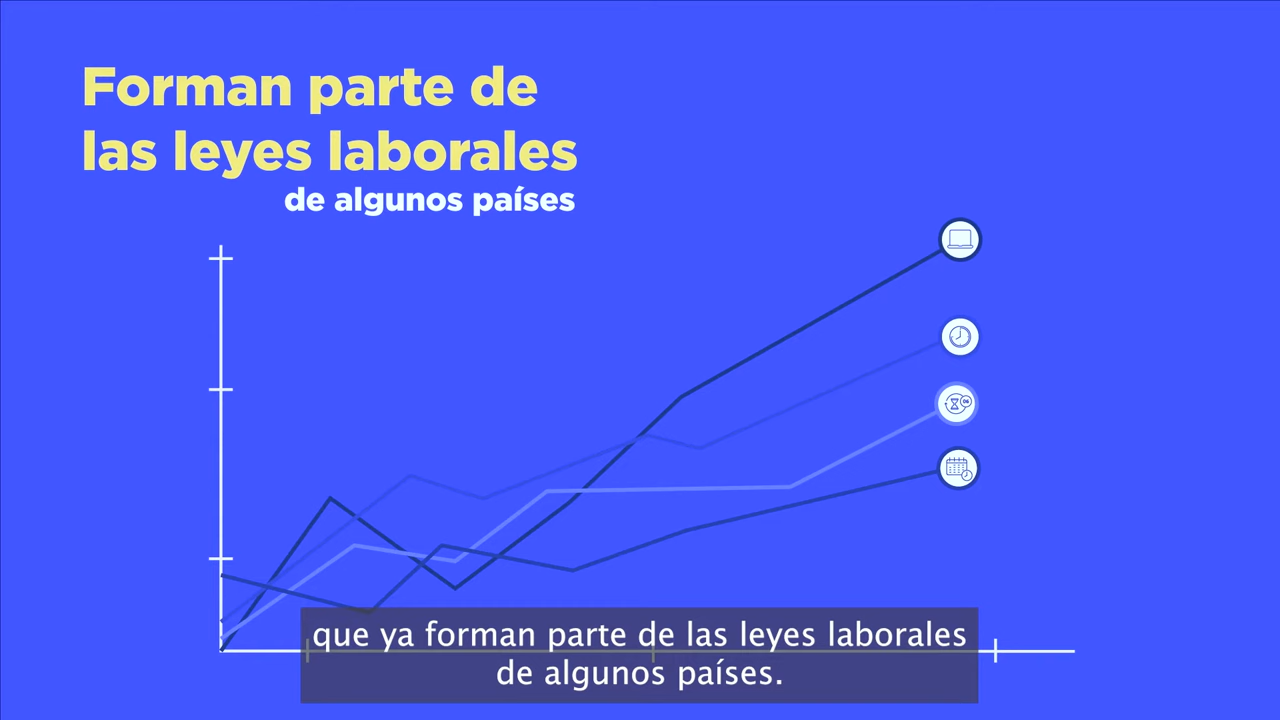 Forman parte de
las leyes laborales
de algunos países
que ya forman parte de las leyes laborales
de algunos países.